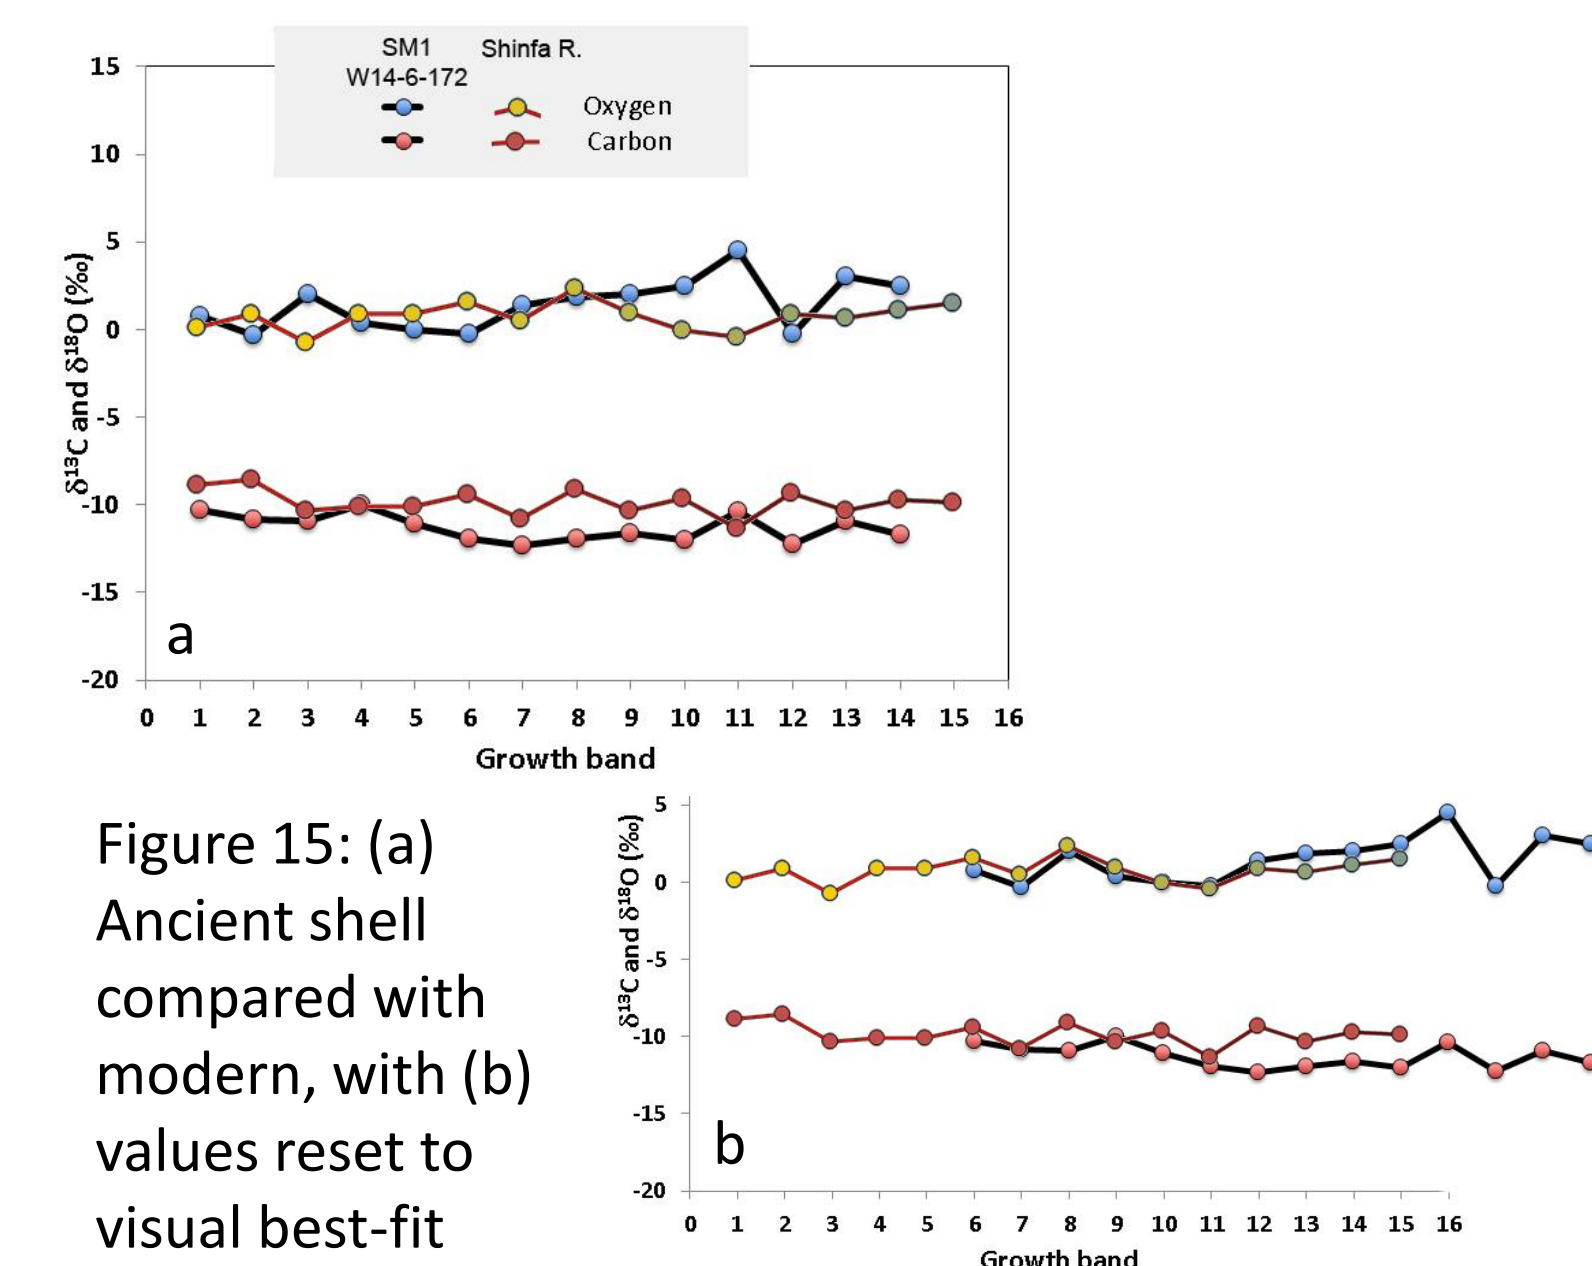 SM1 Shinfa R.
W14-6-172
Oxygen
Carbon
15
10
5
0
-5
-10
-15
-20
δ¹³C and δ¹⁸O (‰)
a
0 1 2 3 4 5 6 7 8 9 10 11 12 13 14 15 16
Growth band
Figure 15: (a)
Ancient shell
compared with
modern, with (b)
values reset to
visual best-fit
5
0
-5
-10
-15
-20
δ¹³C and δ¹⁸O (‰)
b
0 1 2 3 4 5 6 7 8 9 10 11 12 13 14 15 16
Growth band